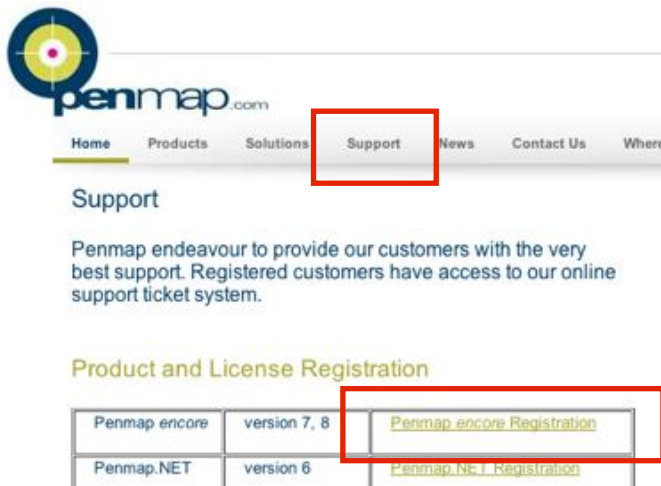 penmap.com
Home Products Solutions Support News Contact Us Where
Support
Penmap endeavour to provide our customers with the very
best support. Registered customers have access to our online
support ticket system.
Product and License Registration
Penmap encore version 7, 8 Penmap encore Registration
Penmap.NET version 6 Penmap.NET Registration